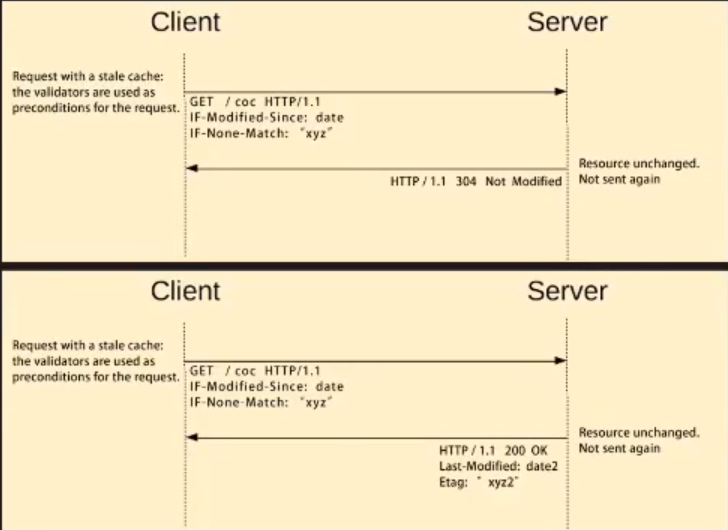 Client
Server
Request with a stale cache:
the validators are used as
preconditions for the request.
GET / coc HTTP/1.1
IF-Modified-Since: date
IF-None-Match: "xyz"
Resource unchanged.
Not sent again
HTTP / 1.1 304 Not Modified
Client
Server
Request with a stale cache:
the validators are used as
preconditions for the request.
GET / coc HTTP/1.1
IF-Modified-Since: date
IF-None-Match: "xyz"
Resource unchanged.
Not sent again
HTTP / 1.1 200 OK
Last-Modified: date2
Etag: " xyz2"